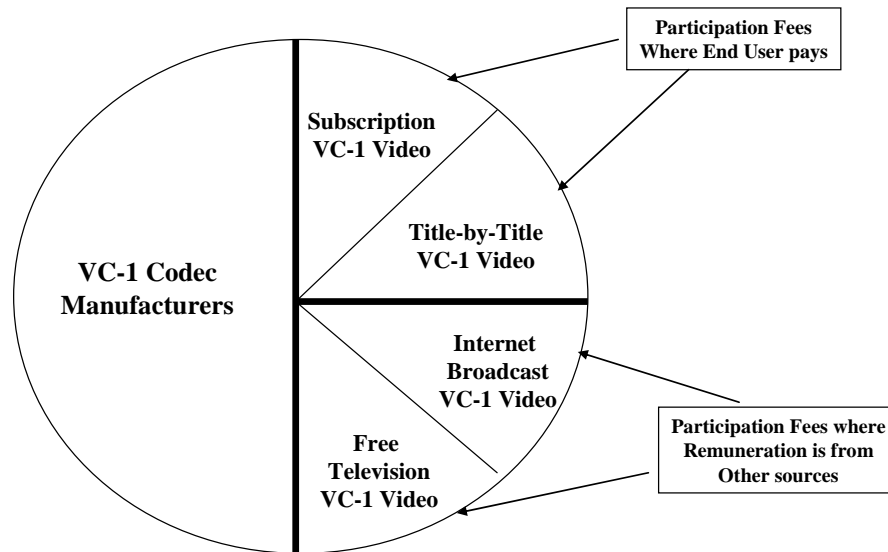 Participation Fees
Where End User pays
Subscription
VC-1 Video
Title-by-Title
VC-1 Video
VC-1 Codec
Manufacturers
Internet
Broadcast
VC-1 Video
Free
Television
VC-1 Video
Participation Fees where
Remuneration is from
Other sources